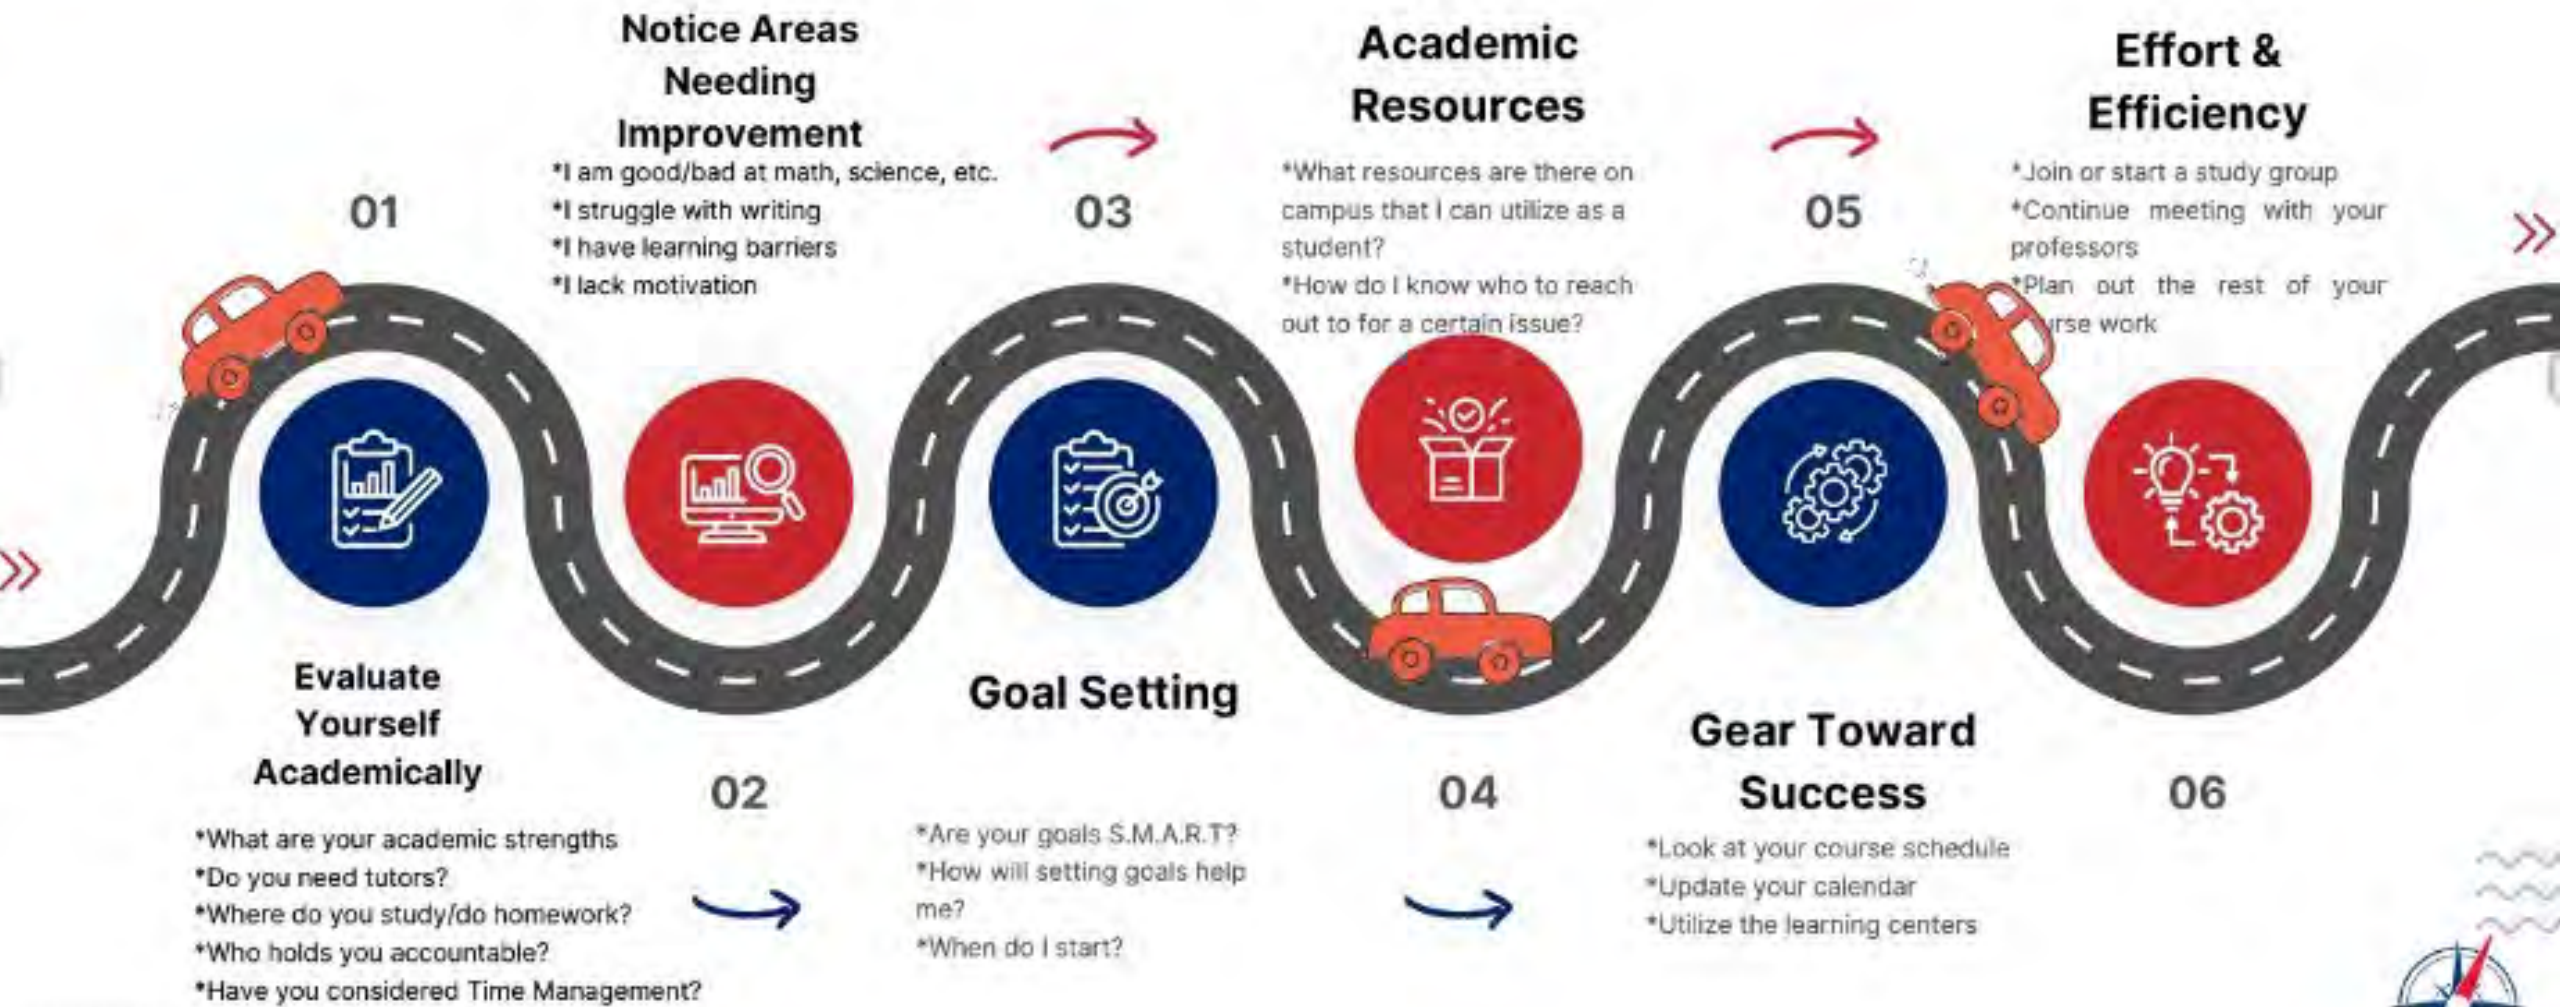 01
Evaluate
Yourself
Academically
*What are your academic strengths
*Do you need tutors?
*Where do you study/do homework?
*Who holds you accountable?
*Have you considered Time Management?
Notice Areas
Needing
Improvement
*I am good/bad at math, science, etc.
*I struggle with writing
*I have learning barriers
*I lack motivation
02
03
Goal Setting
*Are your goals S.M.A.R.T?
*How will setting goals help
me?
*When do I start?
Academic
Resources
*What resources are there on
campus that I can utilize as a
student?
*How do I know who to reach
out to for a certain issue?
04
05
Gear Toward
Success
*Look at your course schedule
*Update your calendar
*Utilize the learning centers
Effort &
Efficiency
*Join or start a study group
*Continue meeting with your
professors
*Plan out the rest of your
work
06